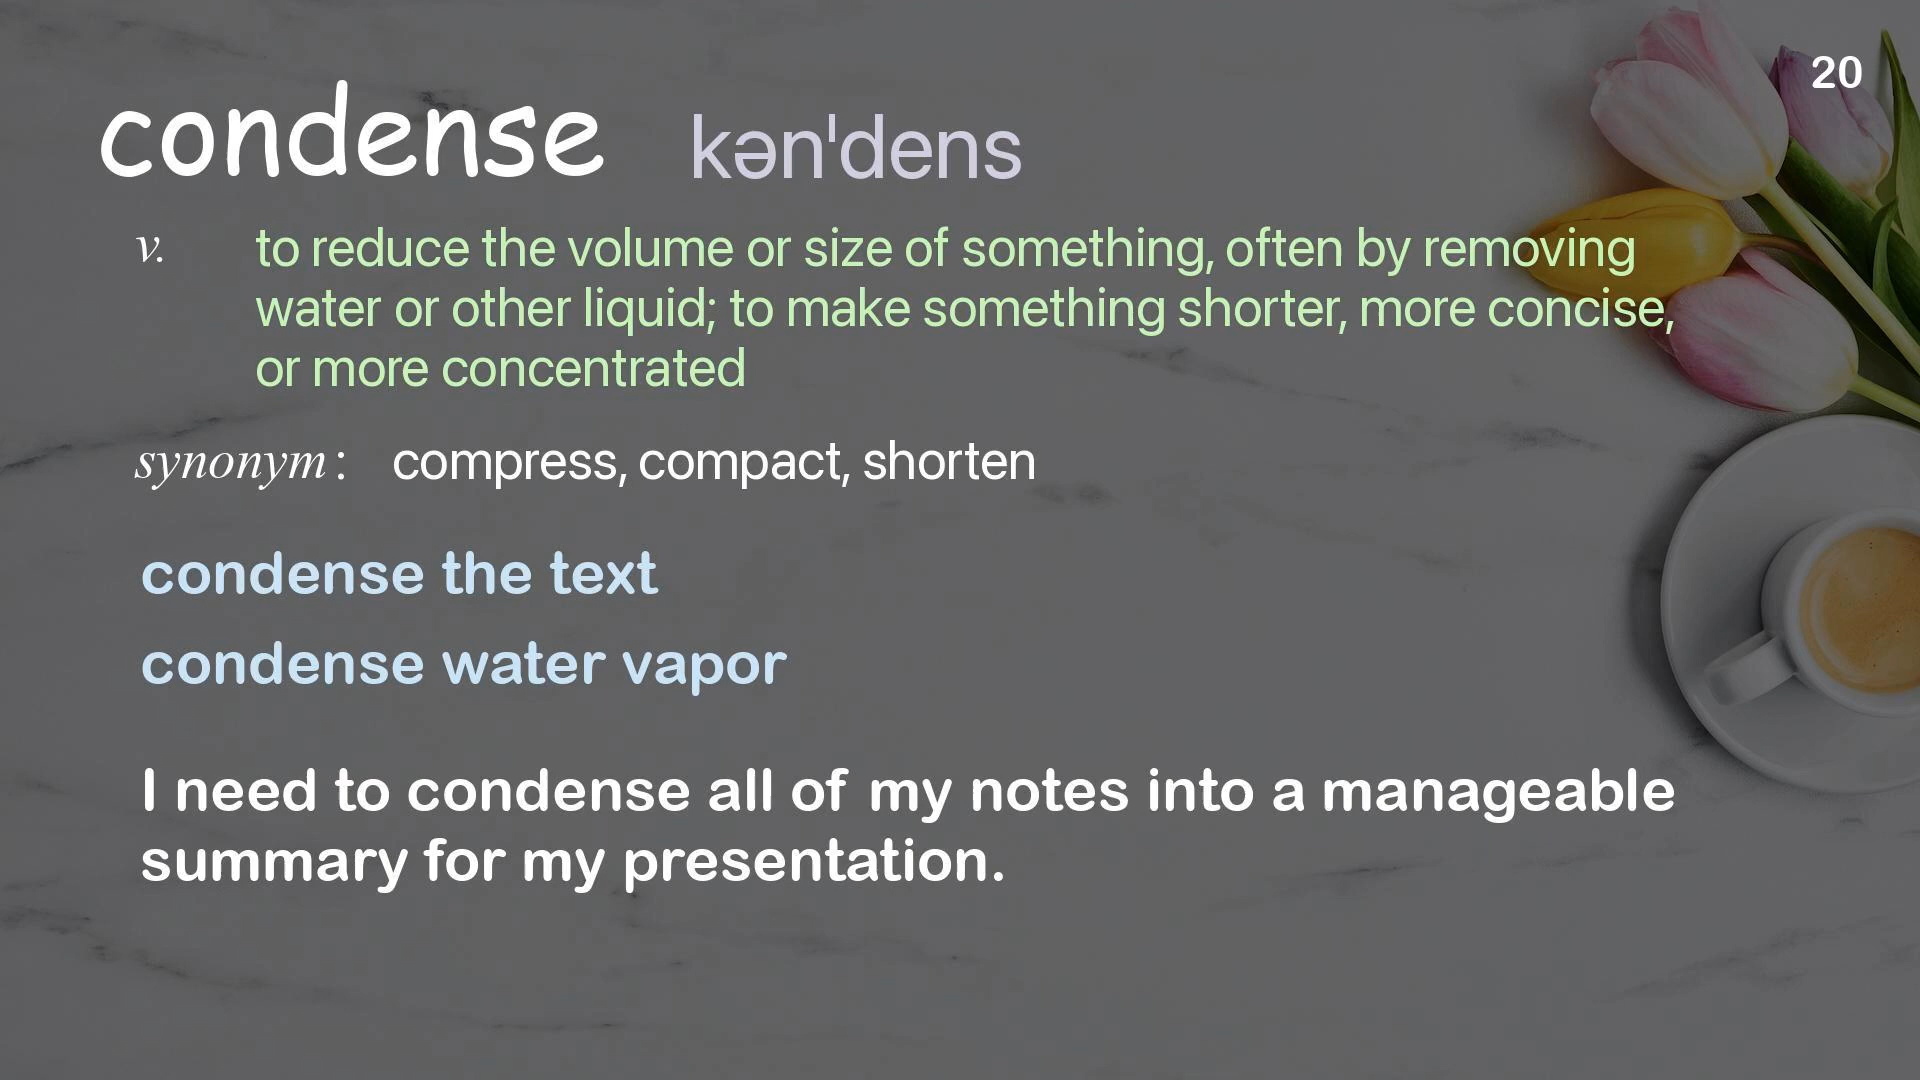 20
condense kən'dens
v. to reduce the volume or size of something, often by removing
water or other liquid; to make something shorter, more concise,
or more concentrated
synonym: compress, compact, shorten
condense the text
condense water vapor
I need to condense all of my notes into a manageable
summary for my presentation.